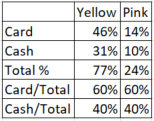 Yellow Pink
Card 46% 14%
Cash 31% 10%
Total % 77% 24%
Card/Total 60% 60%
Cash/Total 40% 40%